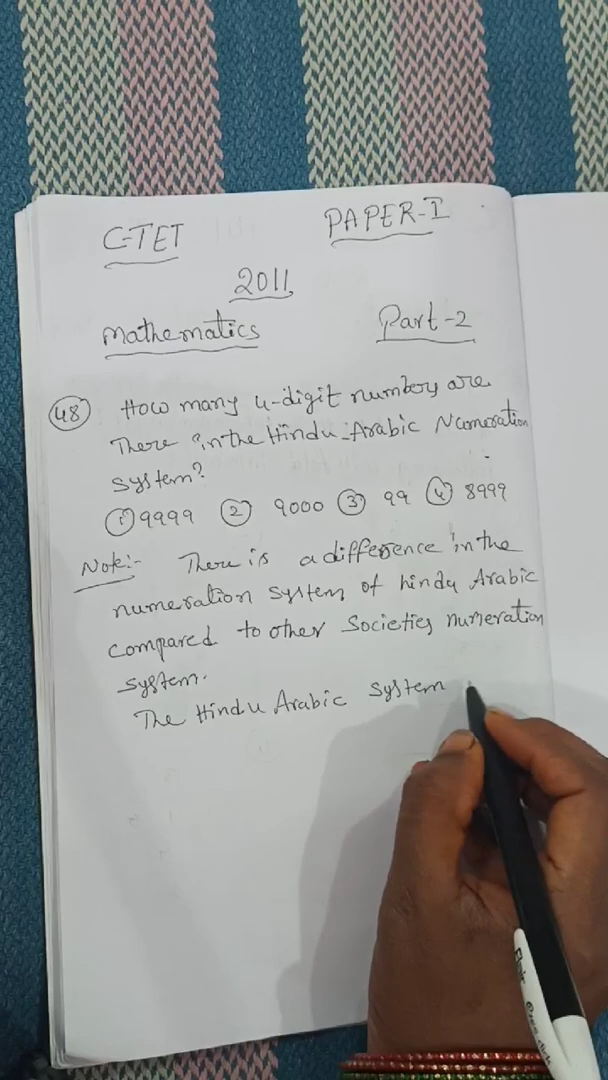 C-TET PAPER-I
2011
Mathematics Part-2
48 How many 4-digit numbers are
There in the Hindu-Arabic Numeration
system?
1 9999 2 9000 3 99 4 8999
Note:- There is a difference in the
numeration system of hindu Arabic
compared to other Societies numeration
system.
The Hindu Arabic system